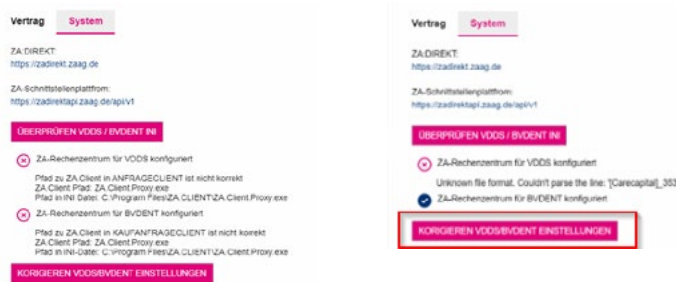 Vertrag System
ZA:DIREKT:
https://zadirekt.zaag.de
ZA-Schnittstellenplattfrom:
https://zadirektapi.zaag.de/api/v1
ÜBERPRÜFEN VDDS / BVDENT INI
ZA-Rechenzentrum für VDDS konfiguriert
Pfad zu ZA.Client in ANFRAGECLIENT ist nicht korrekt
ZA.Client Pfad: ZA.Client.Proxy.exe
Pfad in INI-Datei: C:\Program Files\ZA.CLIENT\ZA.Client.Proxy.exe
ZA-Rechenzentrum für BVDENT konfiguriert
Pfad zu ZA.Client in KAUFANFRAGECLIENT ist nicht korrekt
ZA.Client Pfad: ZA.Client.Proxy.exe
Pfad in INI-Datei: C:\Program Files\ZA.CLIENT\ZA.Client.Proxy.exe
KORIGIEREN VDDS/BVDENT EINSTELLUNGEN
Vertrag System
ZA:DIREKT:
https://zadirekt.zaag.de
ZA-Schnittstellenplattfrom:
https://zadirektapi.zaag.de/api/v1
ÜBERPRÜFEN VDDS / BVDENT INI
ZA-Rechenzentrum für VDDS konfiguriert
Unknown file format. Couldn't parse the line: '[Carecapital]_353
ZA-Rechenzentrum für BVDENT konfiguriert
KORIGIEREN VDDS/BVDENT EINSTELLUNGEN